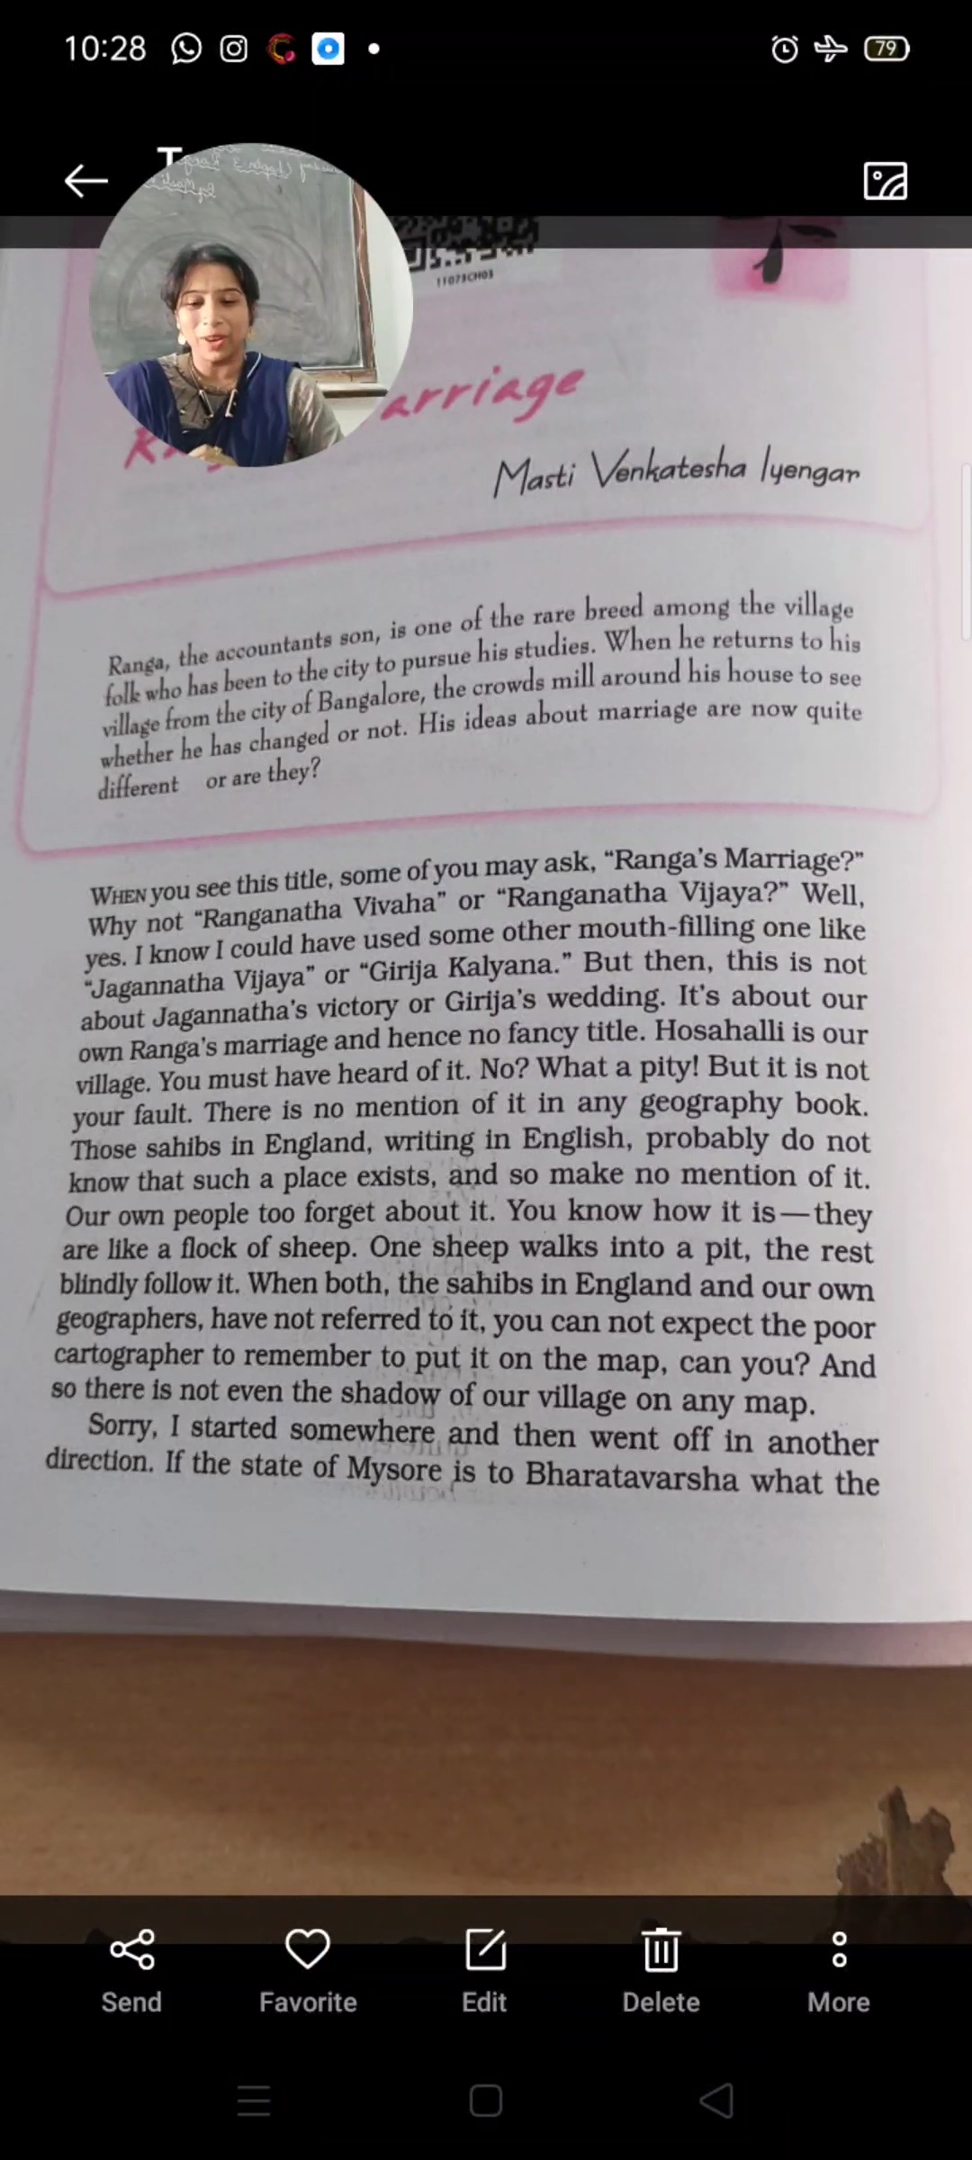 10:28
79
11073CH03
arriage
Masti Venkatesha Iyengar
Ranga, the accountants son, is one of the rare breed among the village
folk who has been to the city to pursue his studies. When he returns to his
village from the city of Bangalore, the crowds mill around his house to see
whether he has changed or not. His ideas about marriage are now quite
different or are they?
WHEN you see this title, some of you may ask, “Ranga’s Marriage?”
Why not “Ranganatha Vivaha” or “Ranganatha Vijaya?” Well,
yes. I know I could have used some other mouth-filling one like
“Jagannatha Vijaya” or “Girija Kalyana.” But then, this is not
about Jagannatha’s victory or Girija’s wedding. It’s about our
own Ranga’s marriage and hence no fancy title. Hosahalli is our
village. You must have heard of it. No? What a pity! But it is not
your fault. There is no mention of it in any geography book.
Those sahibs in England, writing in English, probably do not
know that such a place exists, and so make no mention of it.
Our own people too forget about it. You know how it is—they
are like a flock of sheep. One sheep walks into a pit, the rest
blindly follow it. When both, the sahibs in England and our own
geographers, have not referred to it, you can not expect the poor
cartographer to remember to put it on the map, can you? And
so there is not even the shadow of our village on any map.
Sorry, I started somewhere and then went off in another
direction. If the state of Mysore is to Bharatavarsha what the
Send Favorite Edit Delete More